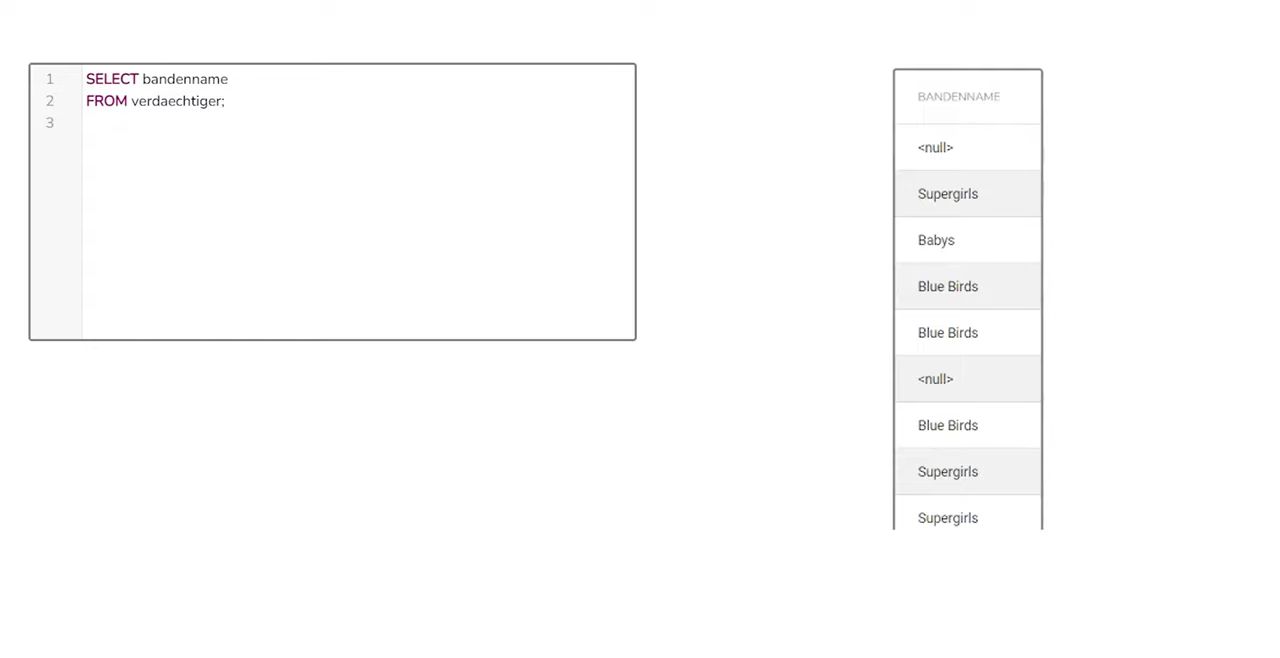 1 SELECT bandenname
2 FROM verdaechtiger;
3
BANDENNAME
<null>
Supergirls
Babys
Blue Birds
Blue Birds
<null>
Blue Birds
Supergirls
Supergirls